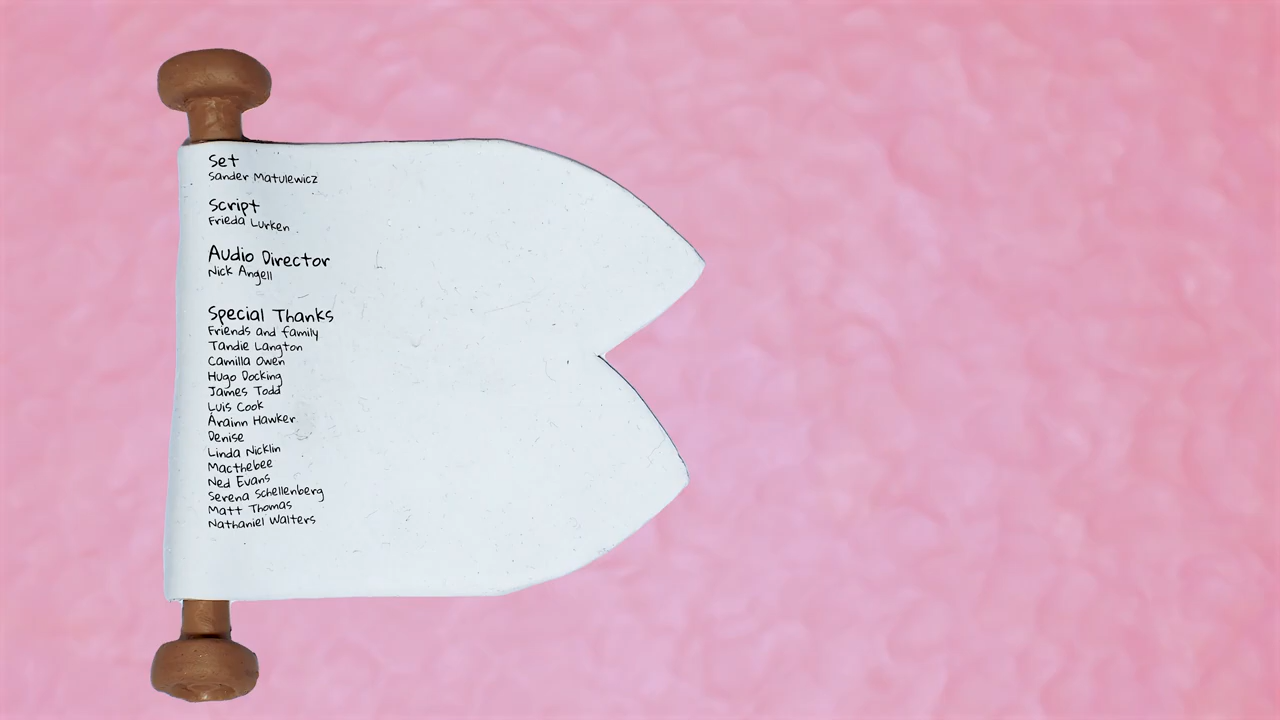 Set
Sander Matulewicz
Script
Frieda Lurken
Audio Director
Nick Angell
Special Thanks
Friends and family
Tandie Langton
Camilla Owen
Hugo Docking
James Todd
Luis Cook
Árainn Hawker
Denise
Linda Nicklin
Macthebee
Ned Evans
Serena Schellenberg
Matt Thomas
Nathaniel Walters